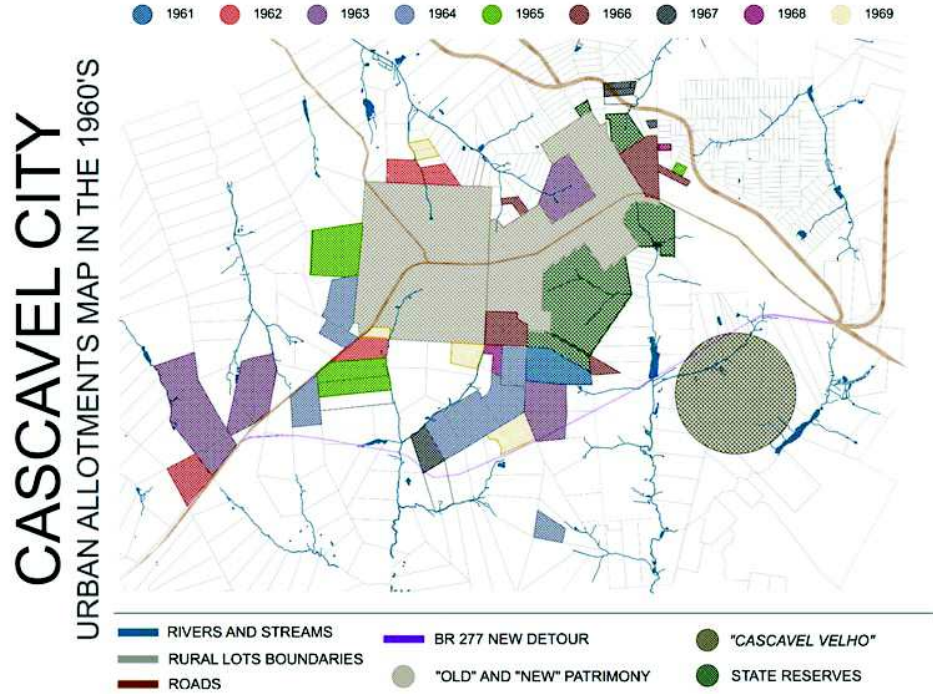 1961 1962 1963 1964 1965 1966 1967 1968 1969
CASCAVEL CITY
URBAN ALLOTMENTS MAP IN THE 1960'S
RIVERS AND STREAMS
RURAL LOTS BOUNDARIES
ROADS
BR 277 NEW DETOUR
"OLD" AND "NEW" PATRIMONY
"CASCAVEL VELHO"
STATE RESERVES